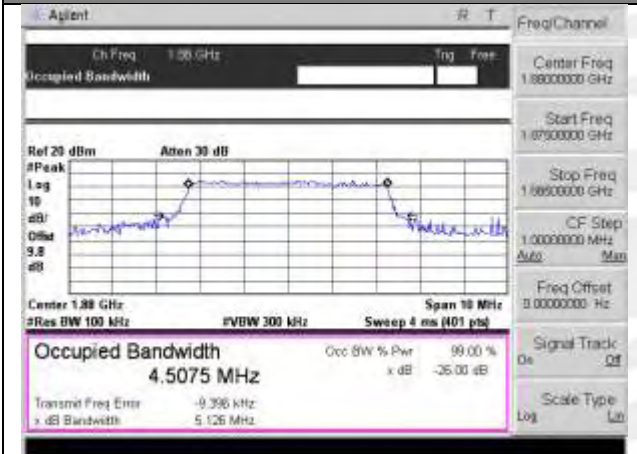 Agilent R T
Ch Freq 1.88 GHz Trig Free
Occupied Bandwidth
Ref 20 dBm Atten 30 dB
#Peak
Log
10
dB/
Offst
9.8
dB
Center 1.88 GHz Span 10 MHz
#Res BW 100 kHz #VBW 300 kHz Sweep 4 ms (401 pts)
Occupied Bandwidth Occ BW % Pwr 99.00 %
4.5075 MHz x dB -26.00 dB
Transmit Freq Error -9.398 kHz
x dB Bandwidth 5.126 MHz
Freq/Channel
Center Freq
1.88000000 GHz
Start Freq
1.87500000 GHz
Stop Freq
1.88500000 GHz
CF Step
1.00000000 MHz
Auto Man
Freq Offset
0.00000000 Hz
Signal Track
On Off
Scale Type
Log Lin